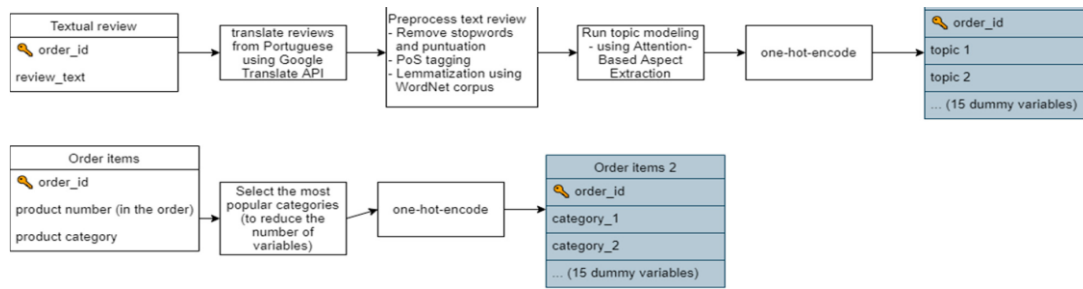 Textual review
order_id
review_text
translate reviews
from Portuguese
using Google
Translate API
Preprocess text review
- Remove stopwords
and puntuation
- PoS tagging
- Lemmatization using
WordNet corpus
Run topic modeling
- using Attention-
Based Aspect
Extraction
one-hot-encode
order_id
topic 1
topic 2
... (15 dummy variables)
Order items
order_id
product number (in the order)
product category
Select the most
popular categories
(to reduce the
number of
variables)
one-hot-encode
Order items 2
order_id
category_1
category_2
... (15 dummy variables)